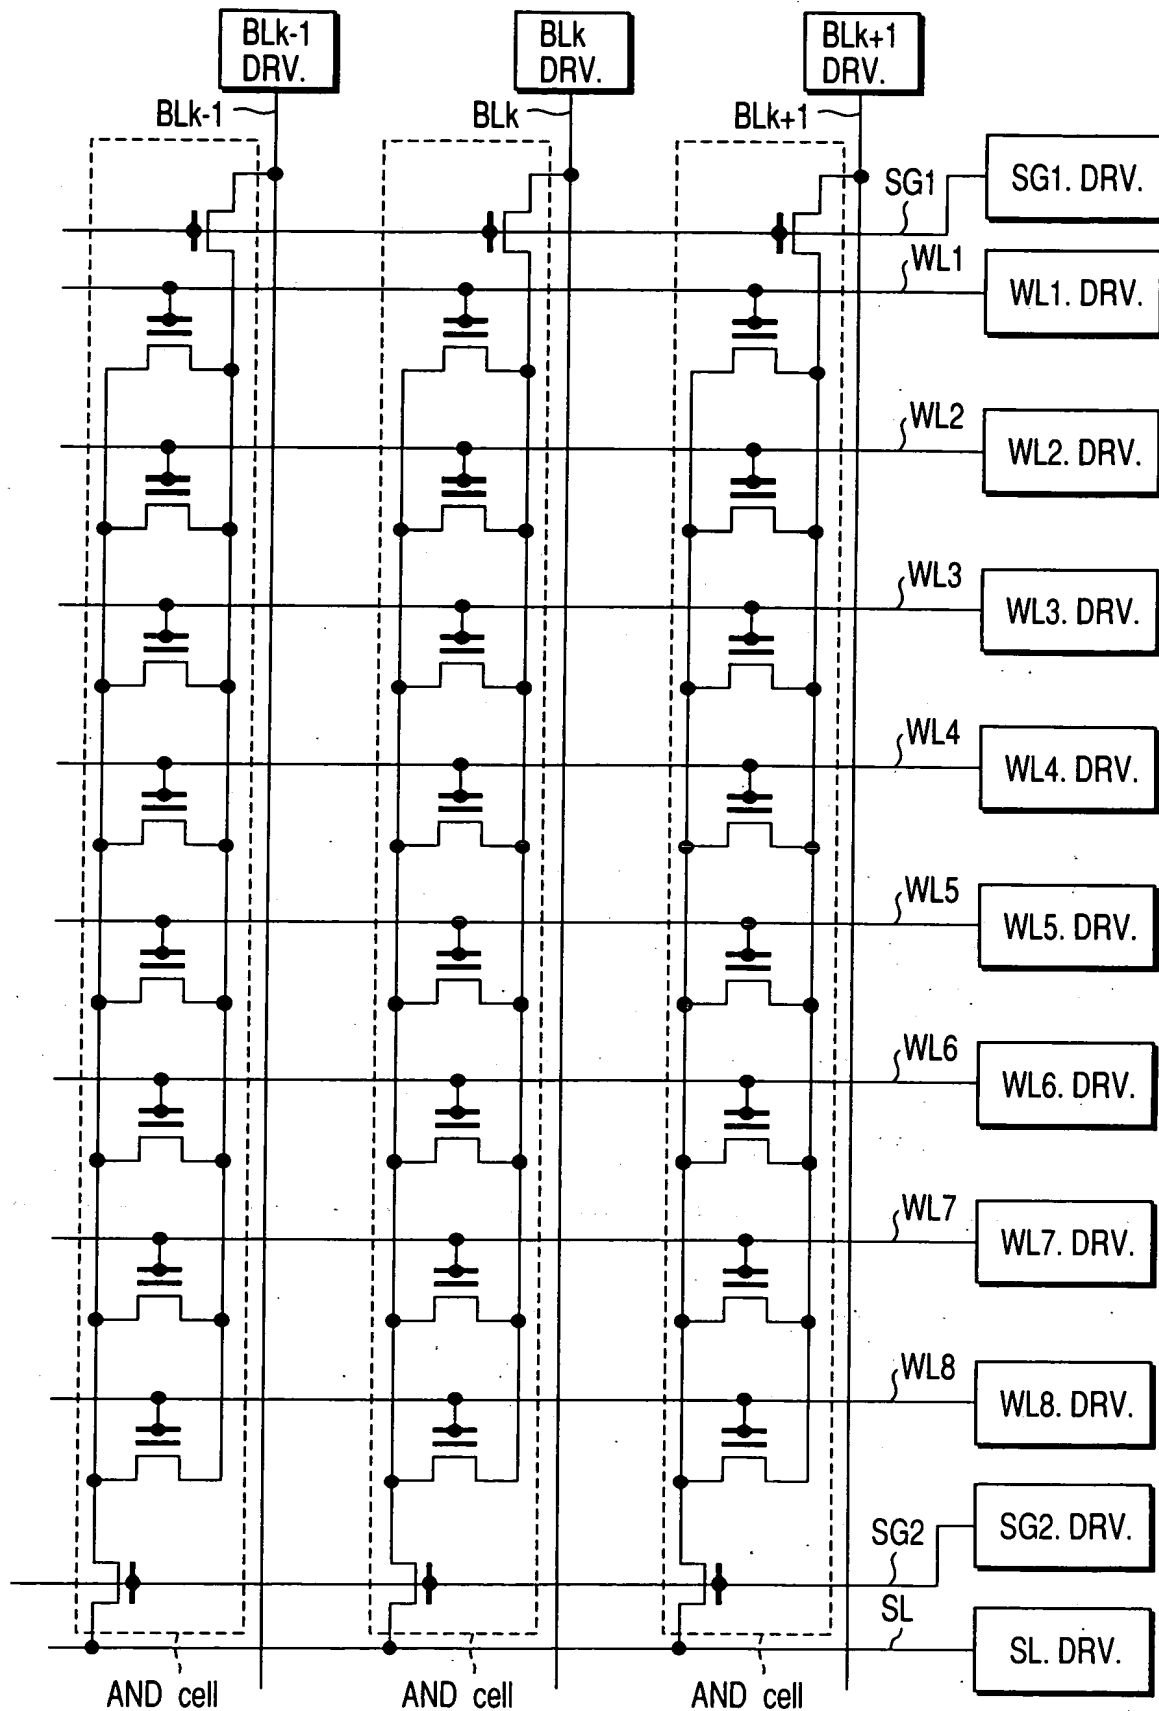 BLk-1
DRV.
BLk
DRV.
BLk+1
DRV.
BLk-1
BLk
BLk+1
SG1
SG1. DRV.
WL1
WL1. DRV.
WL2
WL2. DRV.
WL3
WL3. DRV.
WL4
WL4. DRV.
WL5
WL5. DRV.
WL6
WL6. DRV.
WL7
WL7. DRV.
WL8
WL8. DRV.
SG2
SG2. DRV.
SL
SL. DRV.
AND cell
AND cell
AND cell